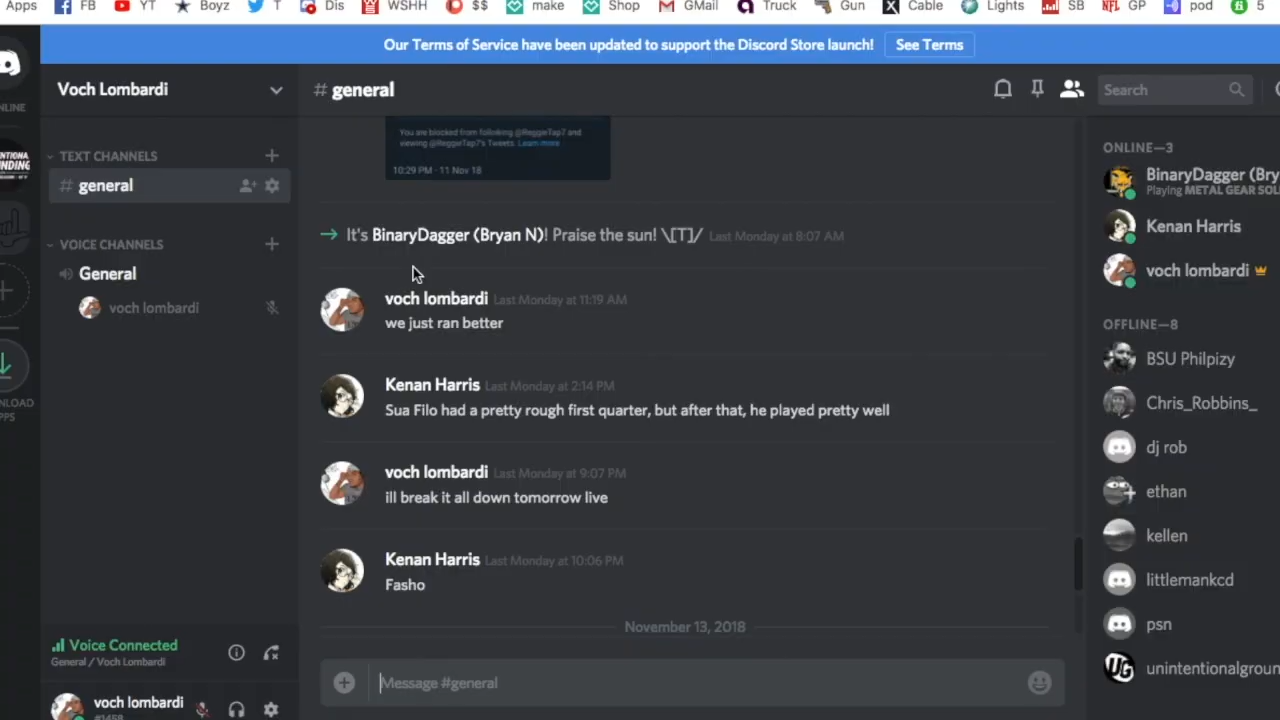 Apps FB YT Boyz T Dis WSHH $$ make Shop GMail Truck Gun Cable Lights SB GP pod 5
Our Terms of Service have been updated to support the Discord Store launch! See Terms
Voch Lombardi
# general
Search
NLINE
TEXT CHANNELS
# general
VOICE CHANNELS
General
voch lombardi
NLOAD
PPS
Voice Connected
General / Voch Lombardi
voch lombardi
#1458
You are blocked from following @ReggieTap7 and
viewing @ReggieTap7's Tweets. Learn more
10:29 PM - 11 Nov 18
It's BinaryDagger (Bryan N)! Praise the sun! \[T]/ Last Monday at 8:07 AM
voch lombardi Last Monday at 11:19 AM
we just ran better
Kenan Harris Last Monday at 2:14 PM
Sua Filo had a pretty rough first quarter, but after that, he played pretty well
voch lombardi Last Monday at 9:07 PM
ill break it all down tomorrow live
Kenan Harris Last Monday at 10:06 PM
Fasho
November 13, 2018
Message #general
ONLINE—3
BinaryDagger (Bry
Playing METAL GEAR SOL
Kenan Harris
voch lombardi
OFFLINE—8
BSU Philpizy
Chris_Robbins_
dj rob
ethan
kellen
littlemankcd
psn
unintentionalgroun